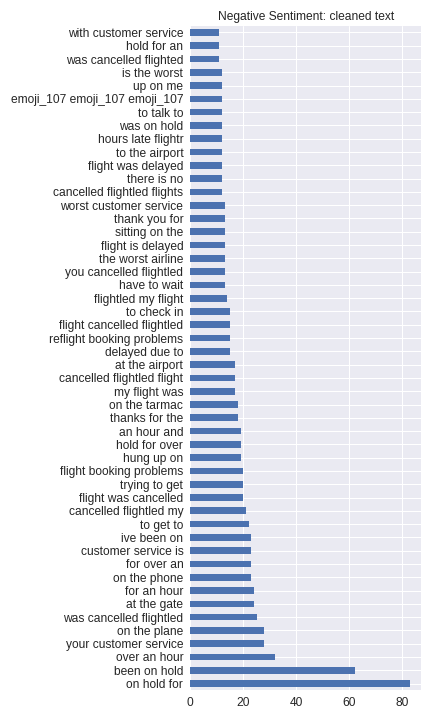 Negative Sentiment: cleaned text
with customer service
hold for an
was cancelled flighted
is the worst
up on me
emoji_107 emoji_107 emoji_107
to talk to
was on hold
hours late flightr
to the airport
flight was delayed
there is no
cancelled flightled flights
worst customer service
thank you for
sitting on the
flight is delayed
the worst airline
you cancelled flightled
have to wait
flightled my flight
to check in
flight cancelled flightled
reflight booking problems
delayed due to
at the airport
cancelled flightled flight
my flight was
on the tarmac
thanks for the
an hour and
hold for over
hung up on
flight booking problems
trying to get
flight was cancelled
cancelled flightled my
to get to
ive been on
customer service is
for over an
on the phone
for an hour
at the gate
was cancelled flightled
on the plane
your customer service
over an hour
been on hold
on hold for
0 20 40 60 80